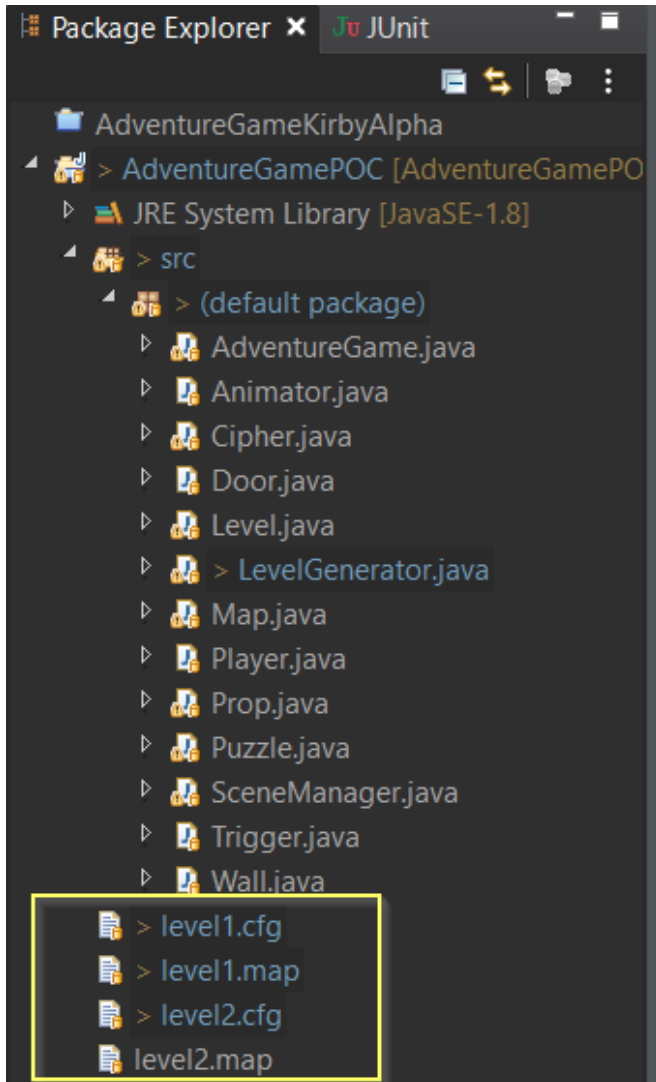 Package Explorer Ju JUnit
AdventureGameKirbyAlpha
> AdventureGamePOC [AdventureGamePO
JRE System Library [JavaSE-1.8]
> src
> (default package)
AdventureGame.java
Animator.java
Cipher.java
Door.java
Level.java
> LevelGenerator.java
Map.java
Player.java
Prop.java
Puzzle.java
SceneManager.java
Trigger.java
Wall.java
> level1.cfg
> level1.map
> level2.cfg
level2.map